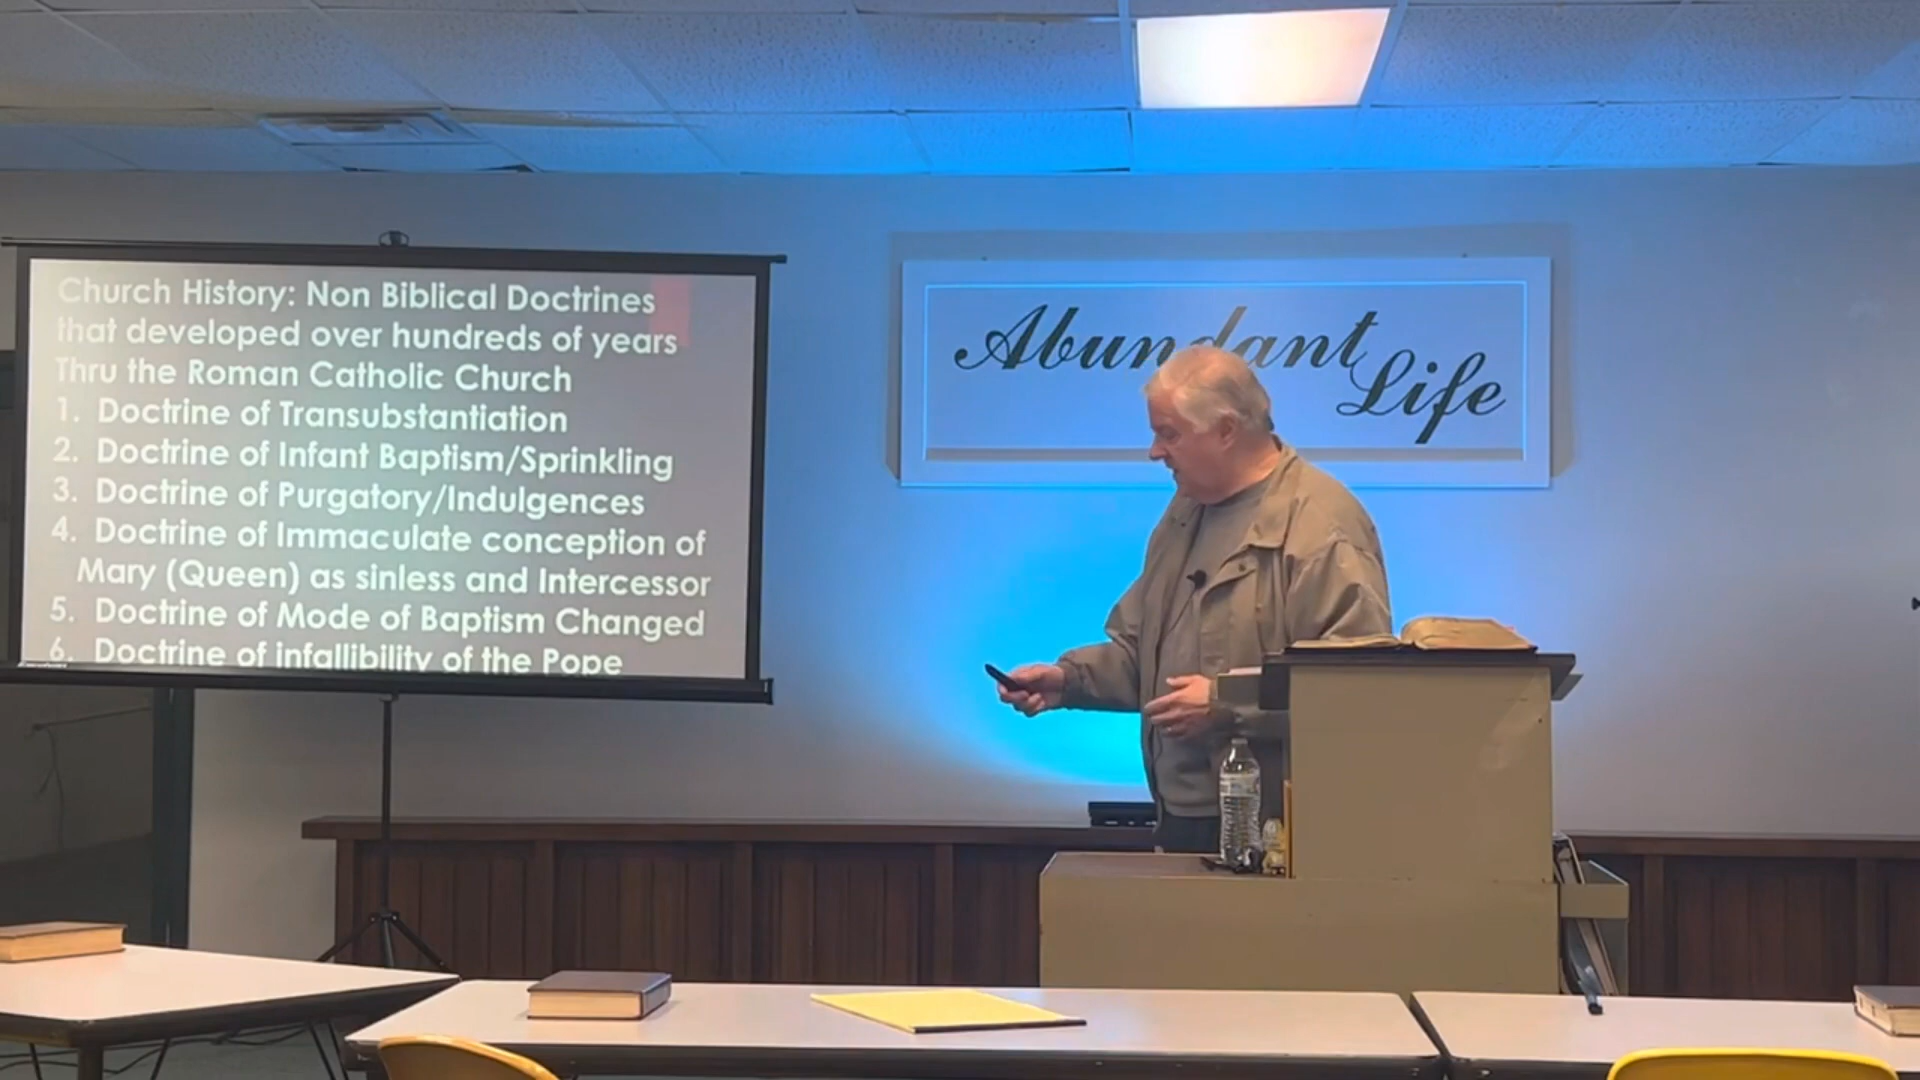 Church History: Non Biblical Doctrines
that developed over hundreds of years
Thru the Roman Catholic Church
1. Doctrine of Transubstantiation
2. Doctrine of Infant Baptism/Sprinkling
3. Doctrine of Purgatory/Indulgences
4. Doctrine of Immaculate conception of
Mary (Queen) as sinless and Intercessor
5. Doctrine of Mode of Baptism Changed
6. Doctrine of infallibility of the Pope
Abundant
Life